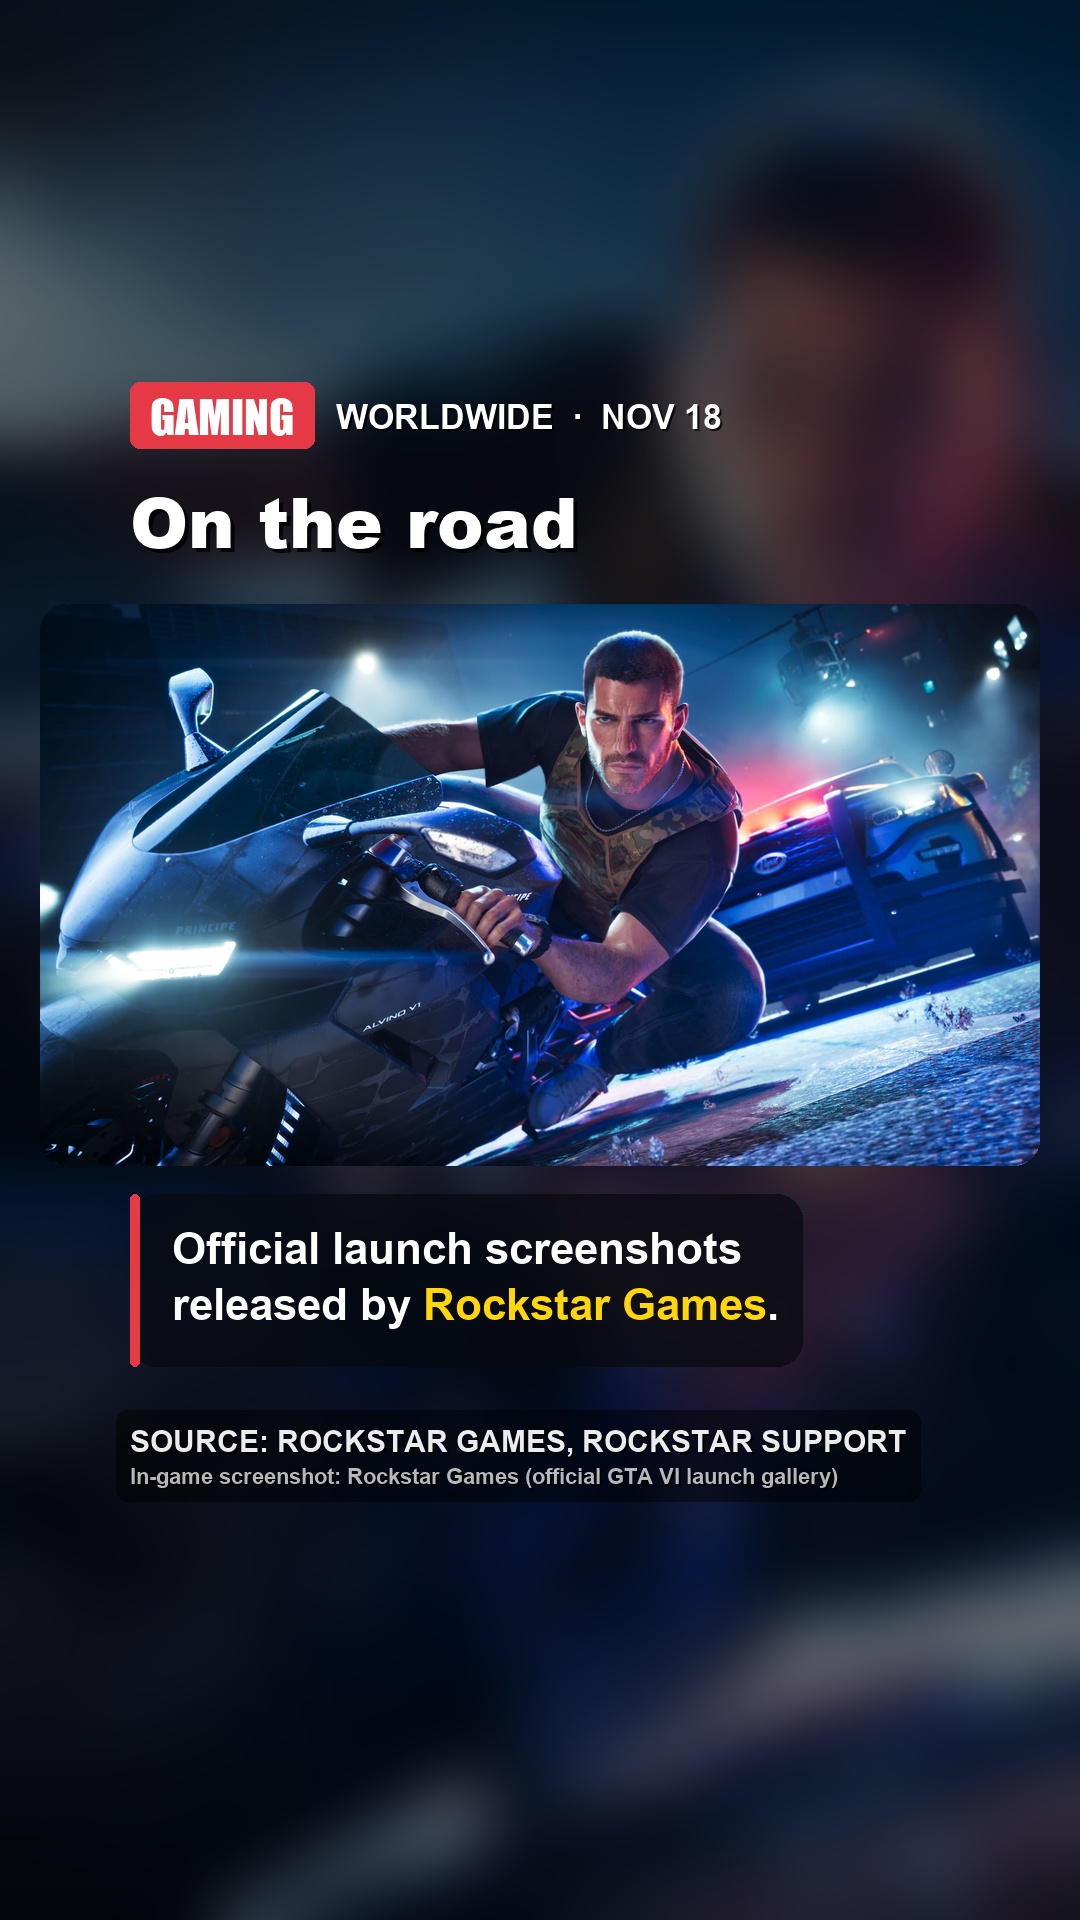 GAMING WORLDWIDE · NOV 18
On the road
PRINCIPE
ALVINO V1
Official launch screenshots
released by Rockstar Games.
SOURCE: ROCKSTAR GAMES, ROCKSTAR SUPPORT
In-game screenshot: Rockstar Games (official GTA VI launch gallery)